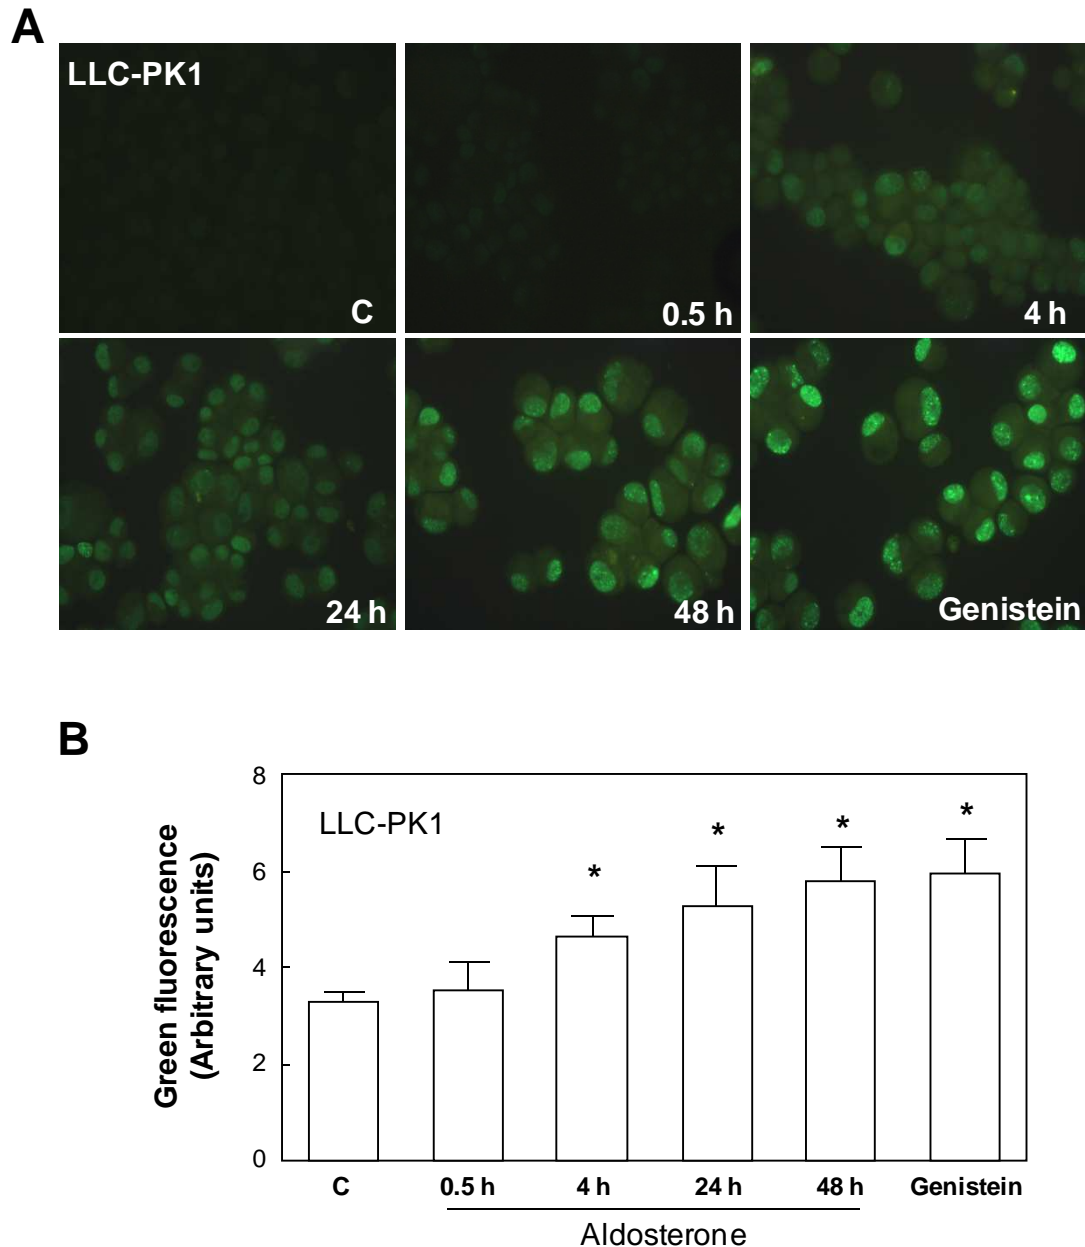 A
LLC-PK1
C
0.5 h
4 h
24 h
48 h
Genistein
B
Green fluorescence
(Arbitrary units)
8
6
4
2
0
LLC-PK1
*
*
*
*
C
0.5 h
4 h
24 h
48 h
Genistein
Aldosterone